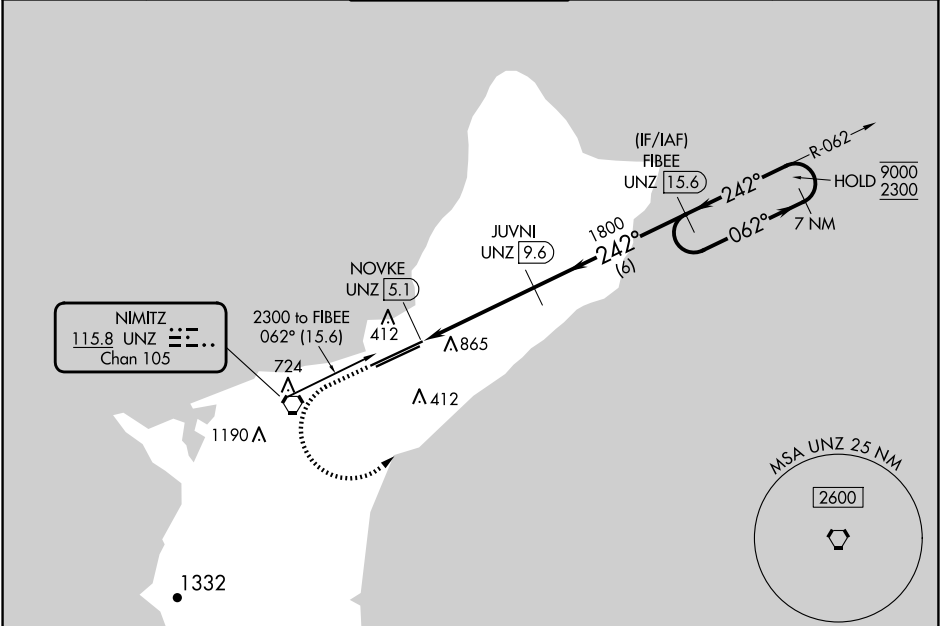 (IF/IAF)
FIBEE
UNZ 15.6
R-062
242°
HOLD 9000
2300
062°
7 NM
1800
242°
(6)
JUVNI
UNZ 9.6
NOVKE
UNZ 5.1
NIMITZ
115.8 UNZ
Chan 105
2300 to FIBEE
062° (15.6)
412
865
724
412
1190
MSA UNZ 25 NM
2600
1332